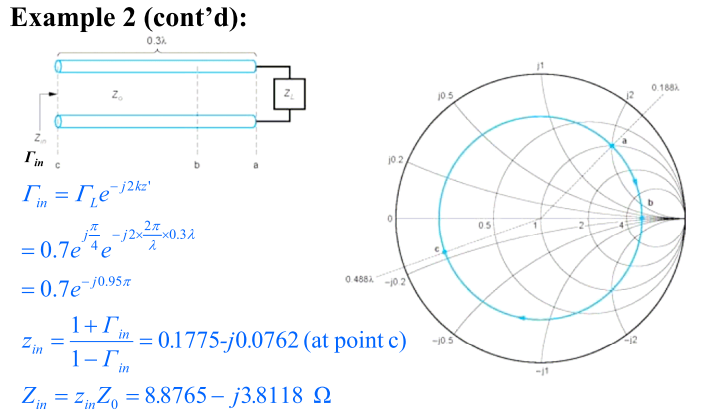 Example 2 (cont'd):
0.3λ
Z₀
Z_L
Z_in
Γ_in
c b a
Γ_in = Γ_L e^{-j2kz'}
= 0.7e^{jπ/4} e^{-j2×(2π/λ)×0.3λ}
= 0.7e^{-j0.95π}
z_in = (1 + Γ_in)/(1 − Γ_in) = 0.1775-j0.0762 (at point c)
Z_in = z_in Z₀ = 8.8765 − j3.8118 Ω
j1
j0.5 j2
0.188λ
a
j0.2
b
0 0.5 1 2 4
c
0.488λ
−j0.2
−j0.5 −j2
−j1